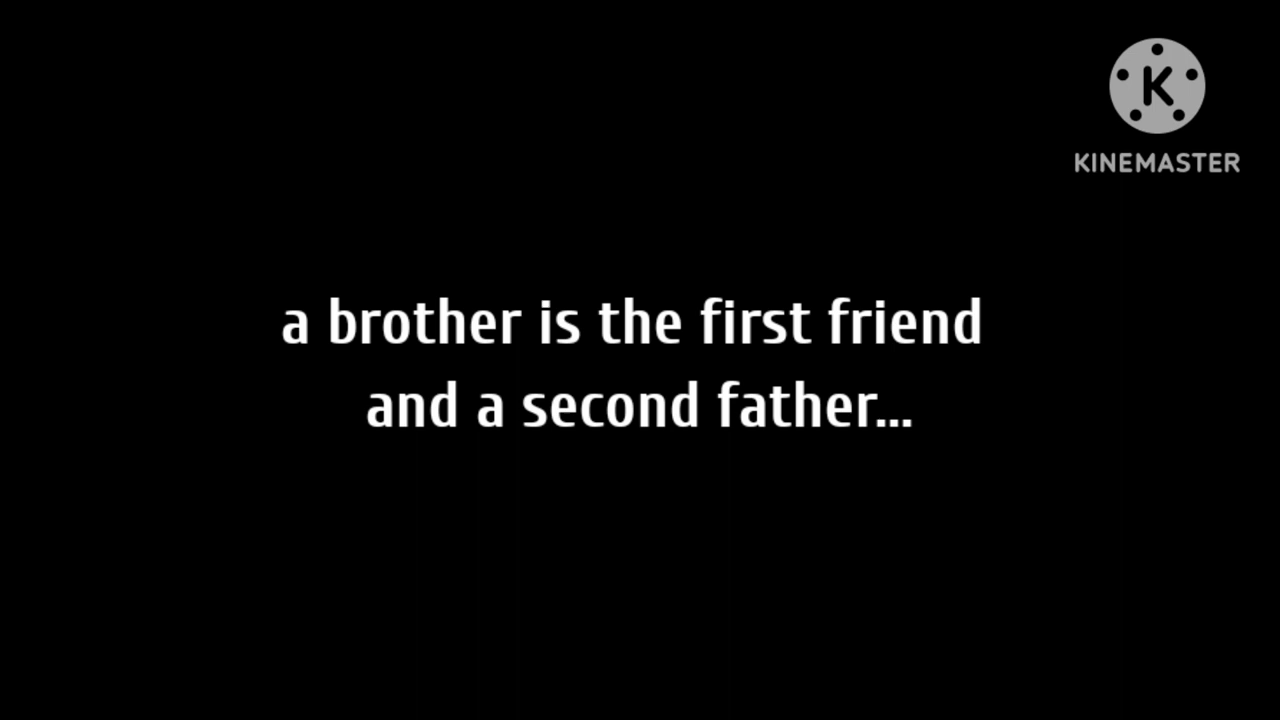 K
KINEMASTER
a brother is the first friend
and a second father...